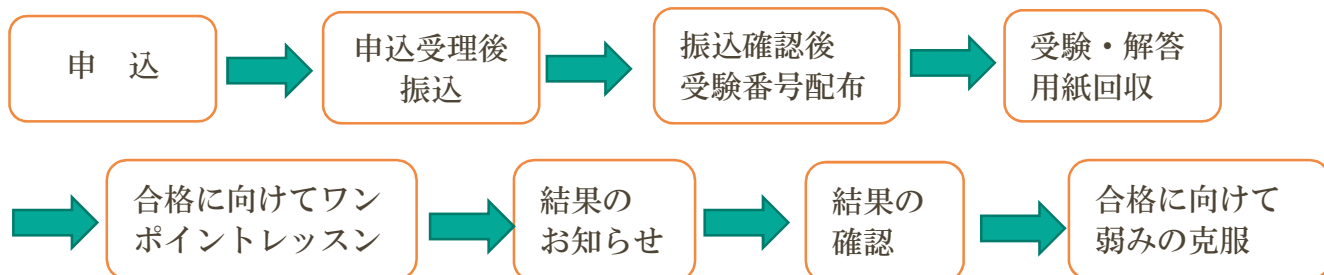 申　込
申込受理後
振込
振込確認後
受験番号配布
受験・解答
用紙回収
合格に向けてワン
ポイントレッスン
結果の
お知らせ
結果の
確認
合格に向けて
弱みの克服